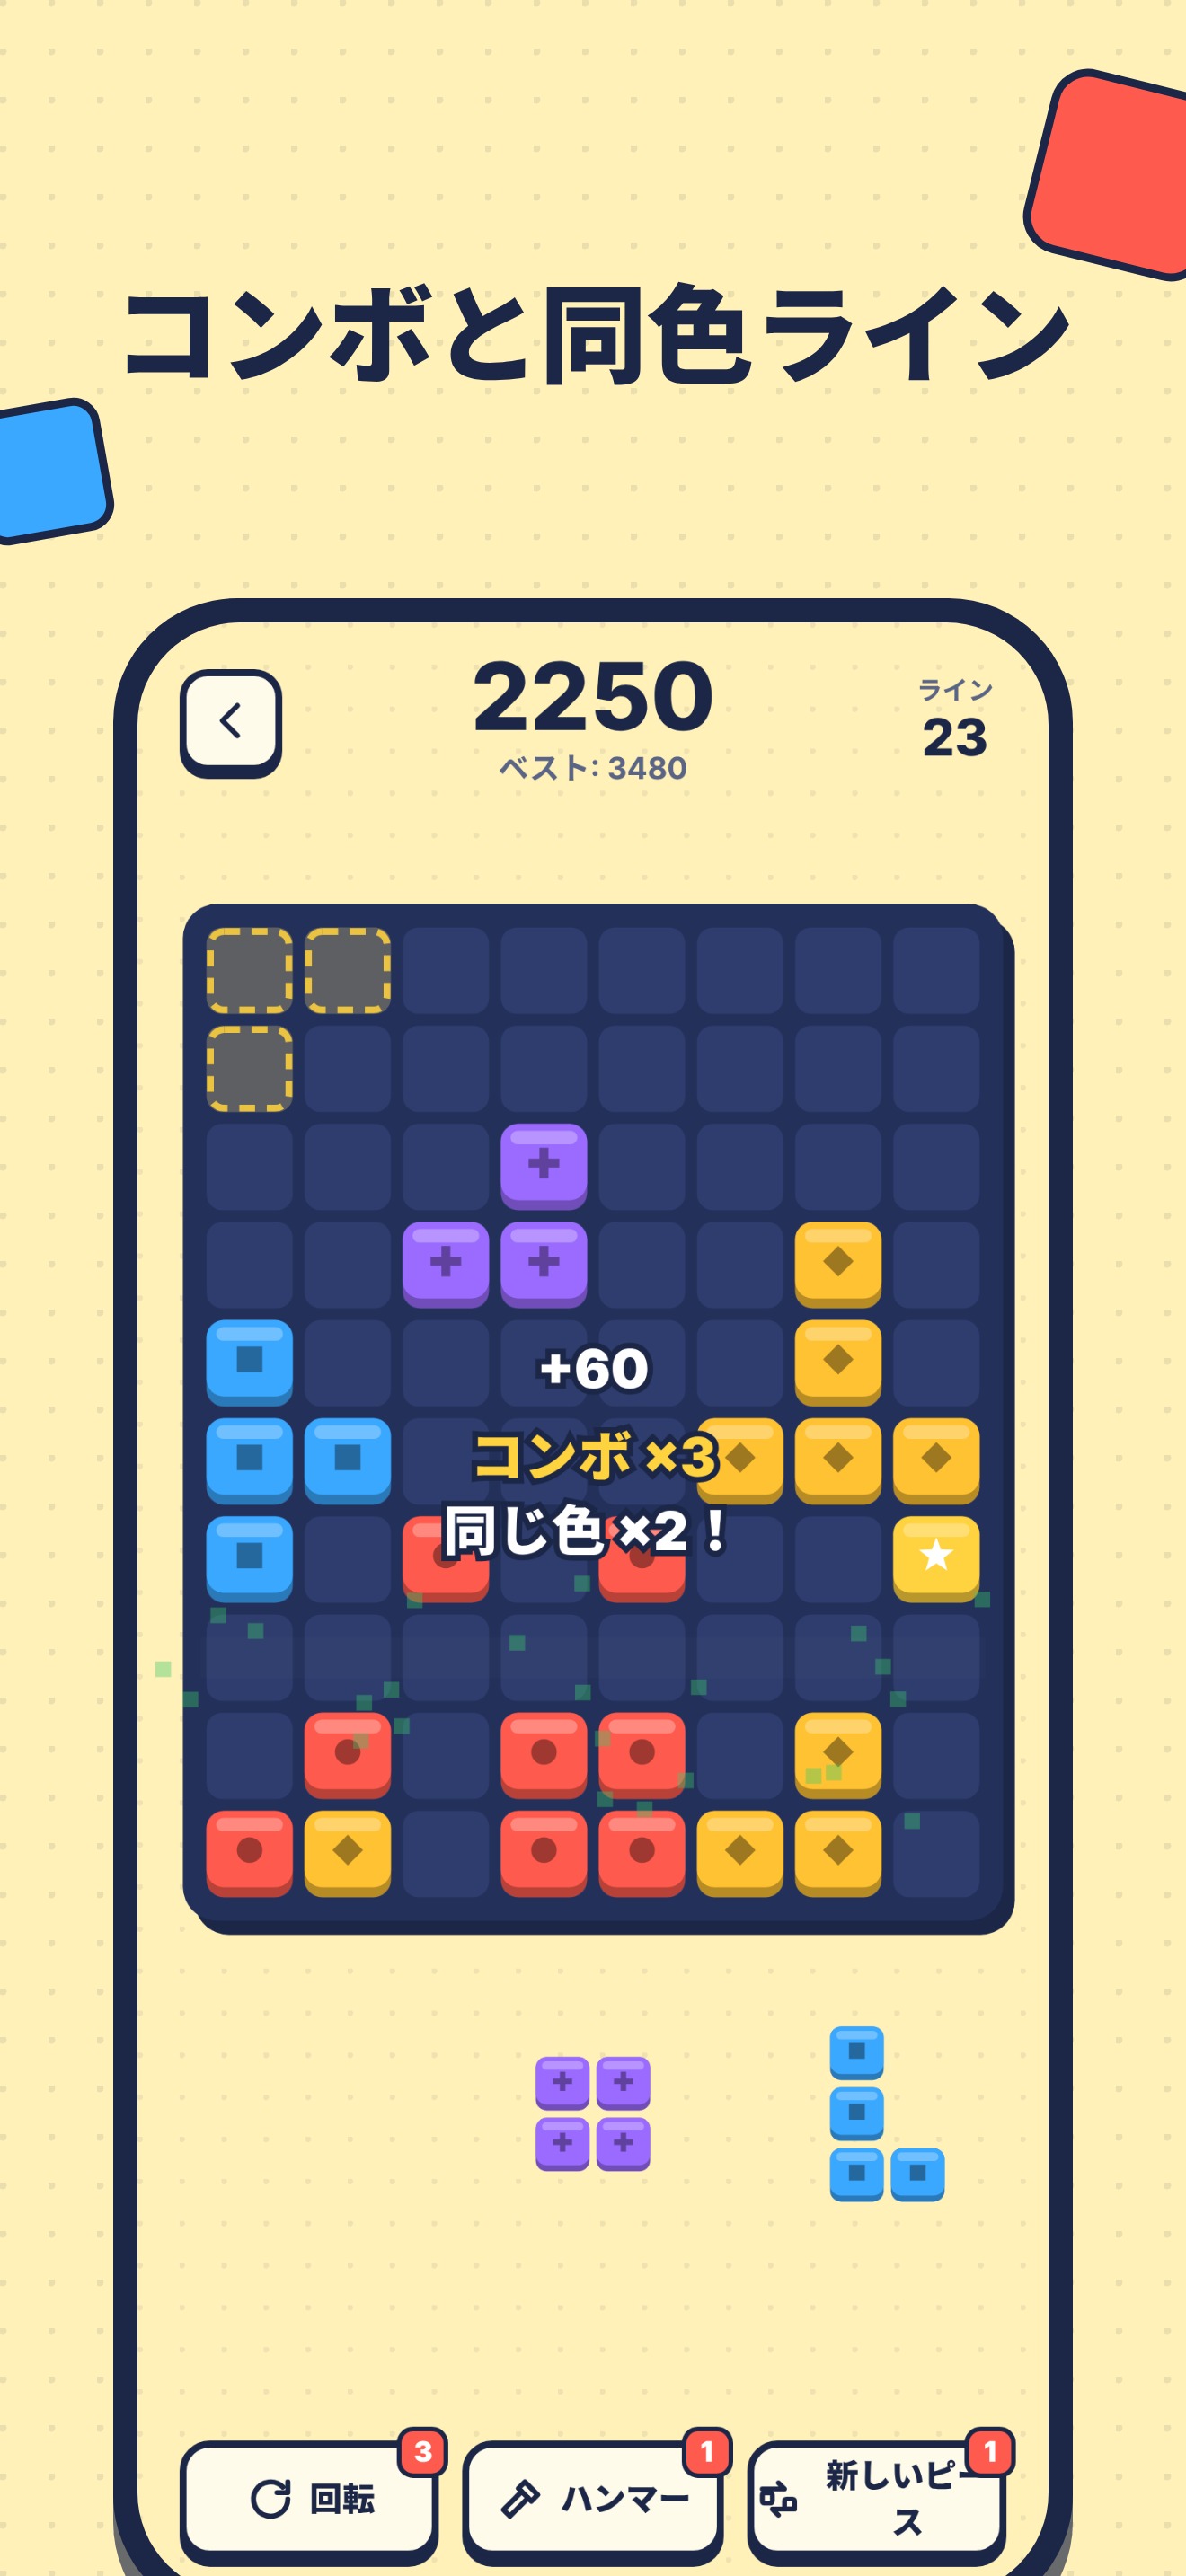 コンボと同色ライン
2250
ベスト: 3480
ライン
23
+60
コンボ ×3
同じ色 ×2！
3
回転
1
ハンマー
1
新しいピー
ス